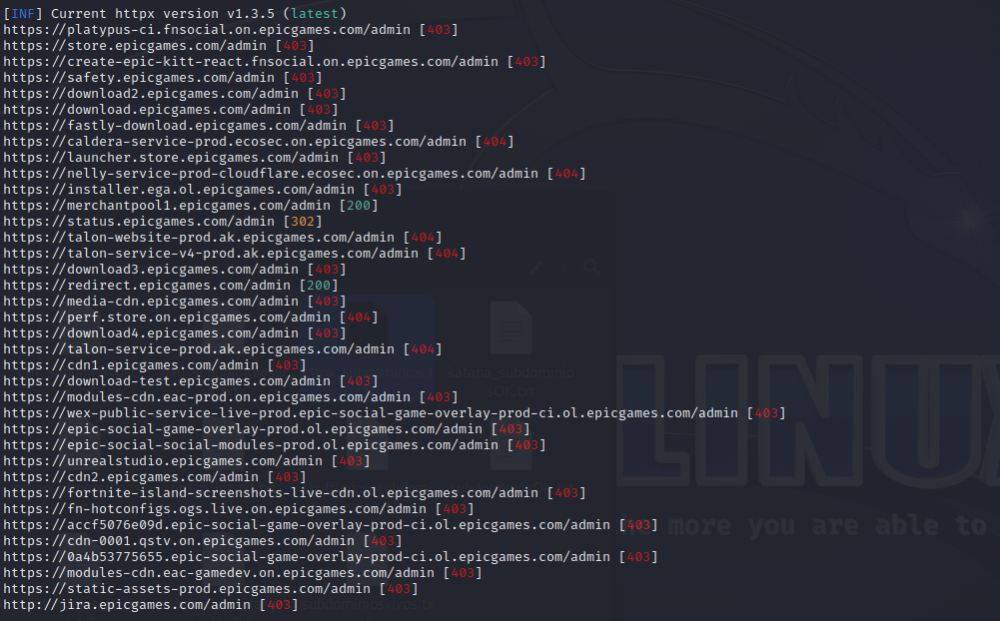 [INF] Current httpx version v1.3.5 (latest)
https://platypus-ci.fnsocial.on.epicgames.com/admin [403]
https://store.epicgames.com/admin [403]
https://create-epic-kitt-react.fnsocial.on.epicgames.com/admin [403]
https://safety.epicgames.com/admin [403]
https://download2.epicgames.com/admin [403]
https://download.epicgames.com/admin [403]
https://fastly-download.epicgames.com/admin [403]
https://caldera-service-prod.ecosec.on.epicgames.com/admin [404]
https://launcher.store.epicgames.com/admin [403]
https://nelly-service-prod-cloudflare.ecosec.on.epicgames.com/admin [404]
https://installer.ega.ol.epicgames.com/admin [403]
https://merchantpool1.epicgames.com/admin [200]
https://status.epicgames.com/admin [302]
https://talon-website-prod.ak.epicgames.com/admin [404]
https://talon-service-v4-prod.ak.epicgames.com/admin [404]
https://download3.epicgames.com/admin [403]
https://redirect.epicgames.com/admin [200]
https://media-cdn.epicgames.com/admin [403]
https://perf.store.on.epicgames.com/admin [404]
https://download4.epicgames.com/admin [403]
https://talon-service-prod.ak.epicgames.com/admin [404]
https://cdn1.epicgames.com/admin [403]
https://download-test.epicgames.com/admin [403]
https://modules-cdn.eac-prod.on.epicgames.com/admin [403]
https://wex-public-service-live-prod.epic-social-game-overlay-prod-ci.ol.epicgames.com/admin [403]
https://epic-social-game-overlay-prod.ol.epicgames.com/admin [403]
https://epic-social-social-modules-prod.ol.epicgames.com/admin [403]
https://unrealstudio.epicgames.com/admin [403]
https://cdn2.epicgames.com/admin [403]
https://fortnite-island-screenshots-live-cdn.ol.epicgames.com/admin [403]
https://fn-hotconfigs.ogs.live.on.epicgames.com/admin [403]
https://accf5076e09d.epic-social-game-overlay-prod-ci.ol.epicgames.com/admin [403]
https://cdn-0001.qstv.on.epicgames.com/admin [403]
https://0a4b53775655.epic-social-game-overlay-prod-ci.ol.epicgames.com/admin [403]
https://modules-cdn.eac-gamedev.on.epicgames.com/admin [403]
https://static-assets-prod.epicgames.com/admin [403]
http://jira.epicgames.com/admin [403]
LINU
more you are able to